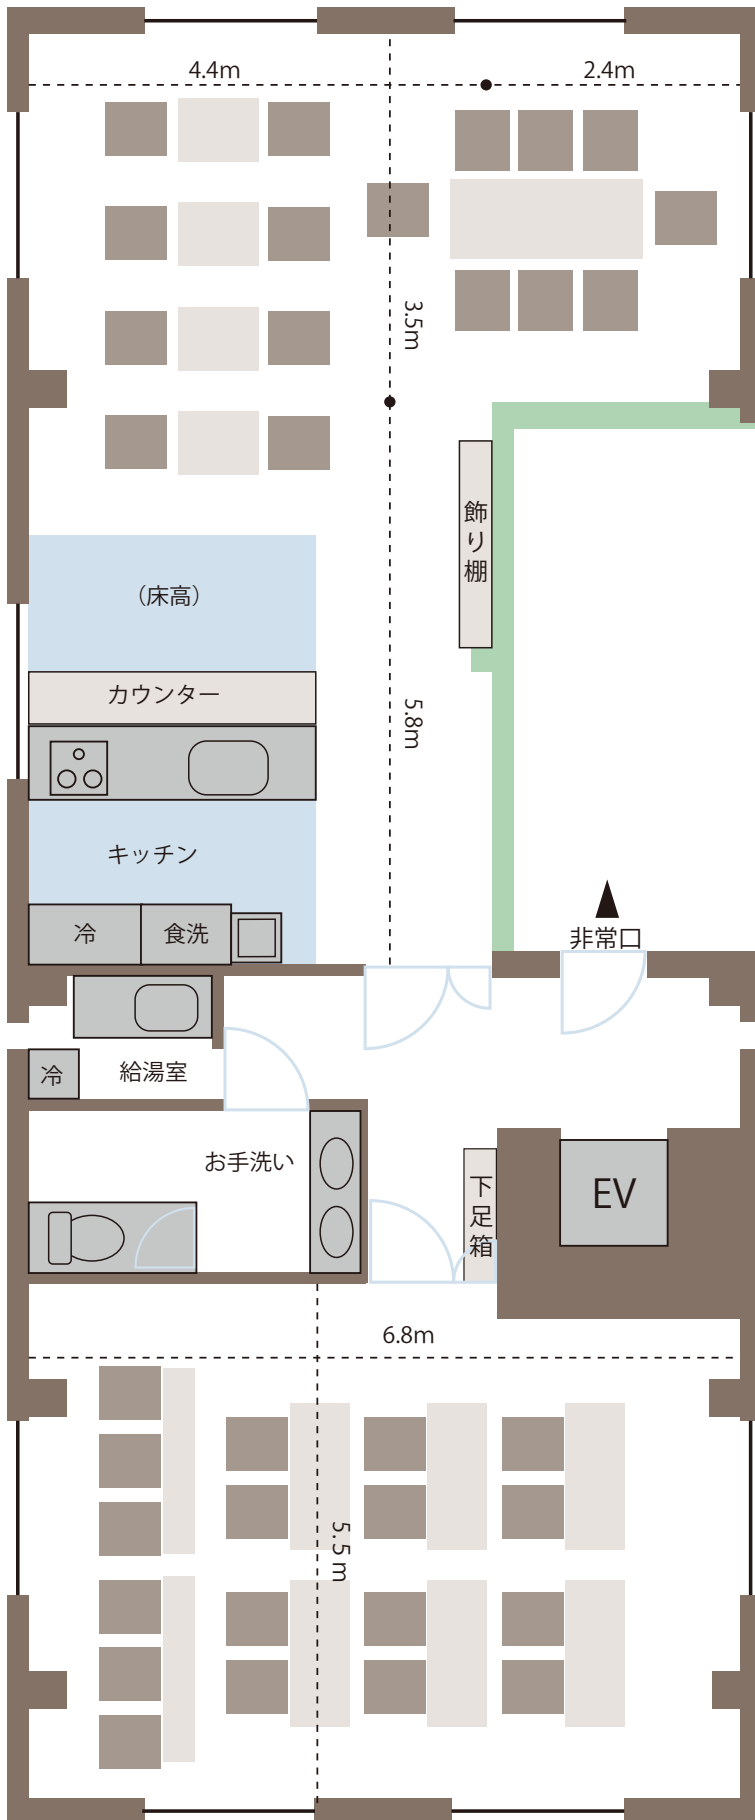 4.4m
2.4m
3.5m
飾り棚
（床高）
カウンター
5.8m
キッチン
冷
食洗
非常口
冷
給湯室
お手洗い
下足箱
EV
6.8m
5.5m